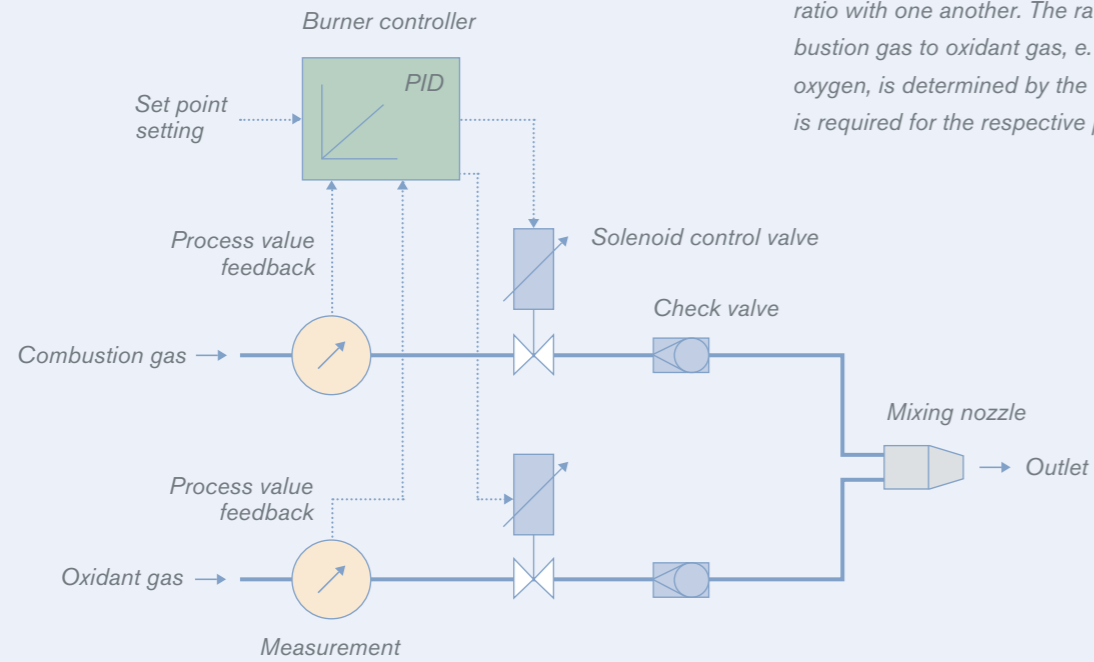 Burner controller
ratio with one another. The ra
bustion gas to oxidant gas, e.
oxygen, is determined by the
is required for the respective
PID
Set point
setting
Process value
feedback
Solenoid control valve
Check valve
Combustion gas
Mixing nozzle
Outlet
Process value
feedback
Oxidant gas
Measurement